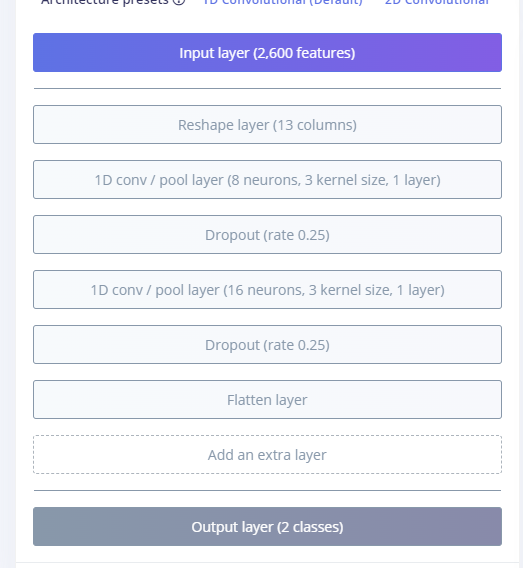 Architecture presets 1D Convolutional (Default) 2D Convolutional
Input layer (2,600 features)
Reshape layer (13 columns)
1D conv / pool layer (8 neurons, 3 kernel size, 1 layer)
Dropout (rate 0.25)
1D conv / pool layer (16 neurons, 3 kernel size, 1 layer)
Dropout (rate 0.25)
Flatten layer
Add an extra layer
Output layer (2 classes)